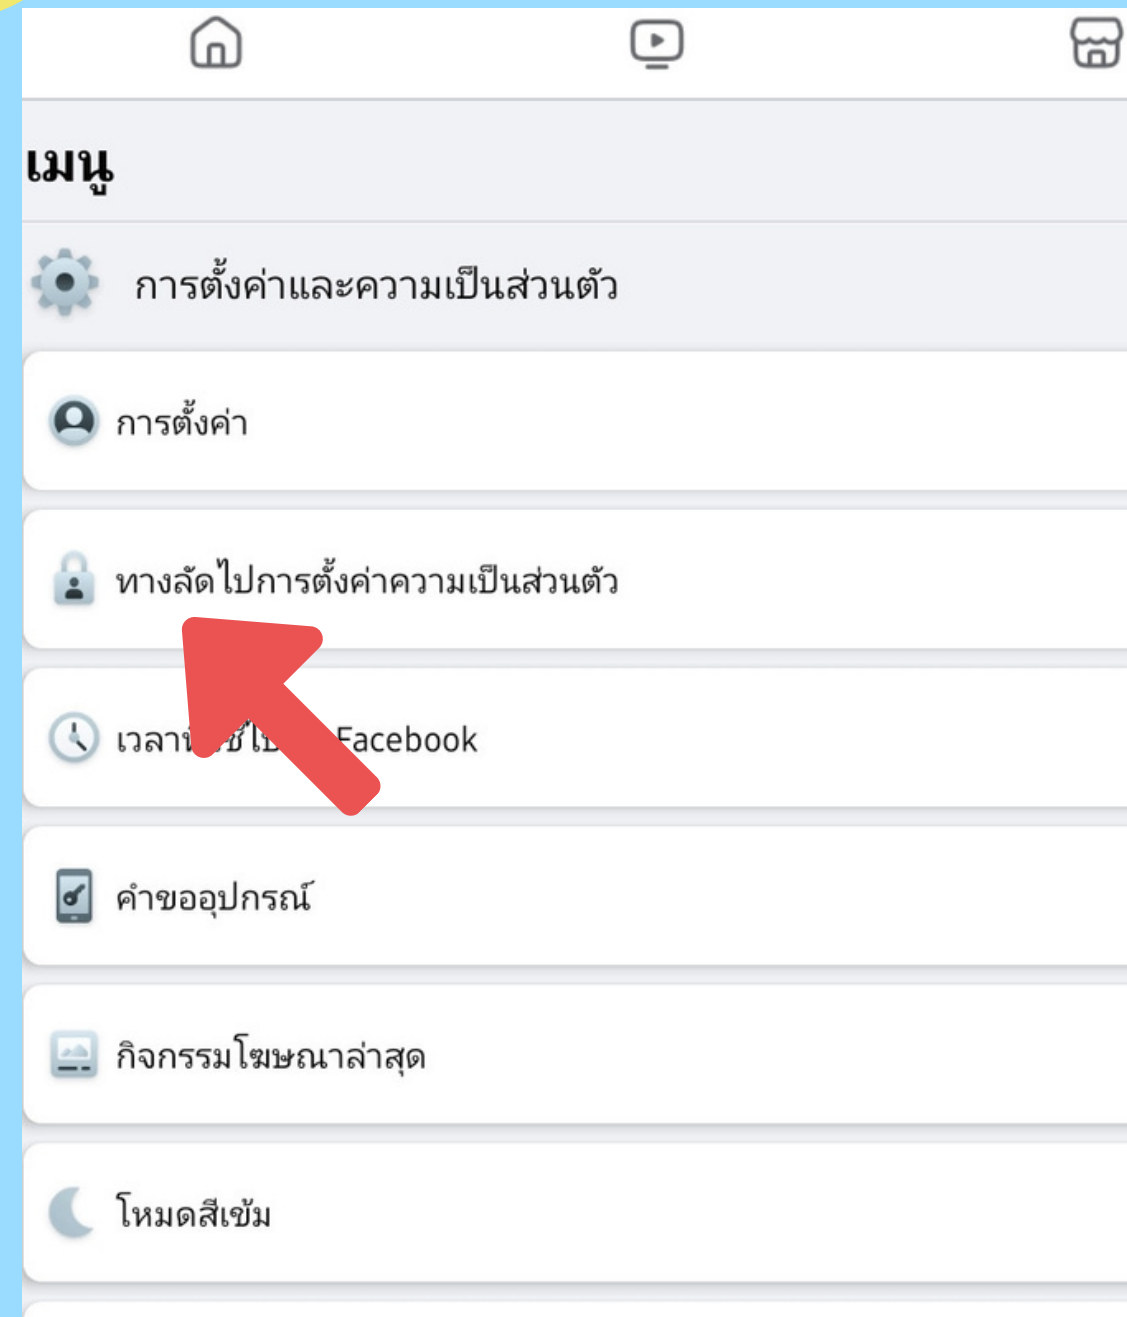 เมนู
การตั้งค่าและความเป็นส่วนตัว
การตั้งค่า
ทางลัดไปการตั้งค่าความเป็นส่วนตัว
Facebook
คำขออุปกรณ์
กิจกรรมโฆษณาล่าสุด
โหมดสีเข้ม